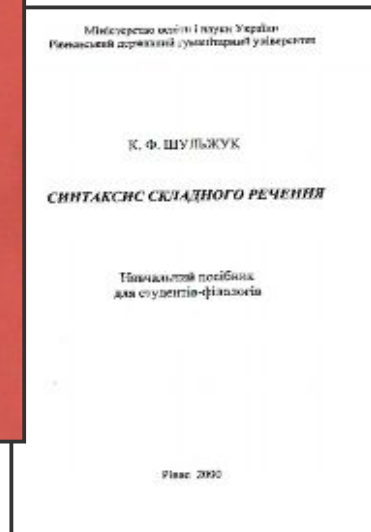 Міністерство освіти і науки України
Рівненський державний гуманітарний університет
К. Ф. ШУЛЬЖУК
СИНТАКСИС СКЛАДНОГО РЕЧЕННЯ
Навчальний посібник
для студентів-філологів
Рівне 2000